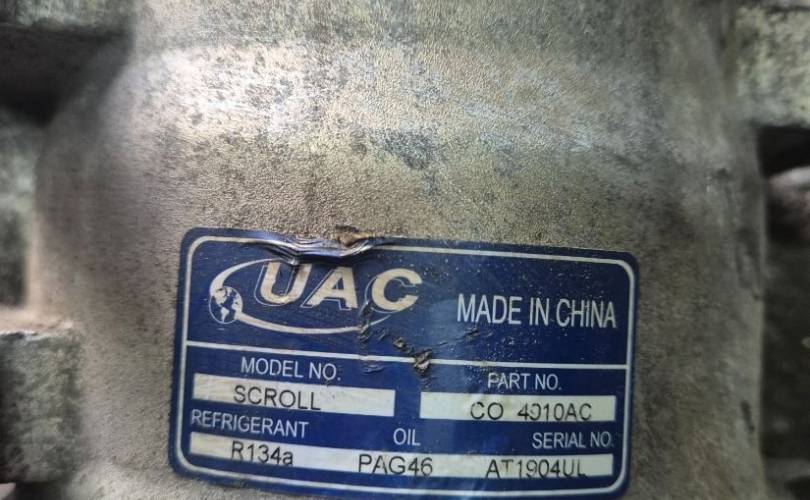 UAC
MADE IN CHINA
MODEL NO. PART NO.
SCROLL CO 4910AC
REFRIGERANT OIL SERIAL NO.
R134a PAG46 AT1904UL